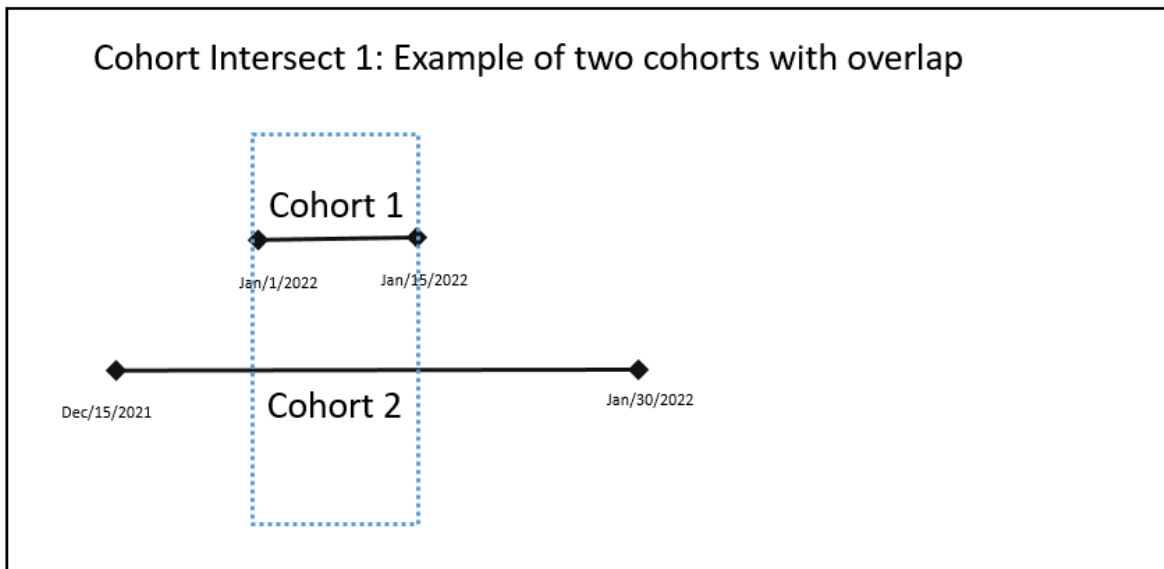 Cohort Intersect 1: Example of two cohorts with overlap
Cohort 1
Jan/1/2022
Jan/15/2022
Dec/15/2021
Cohort 2
Jan/30/2022